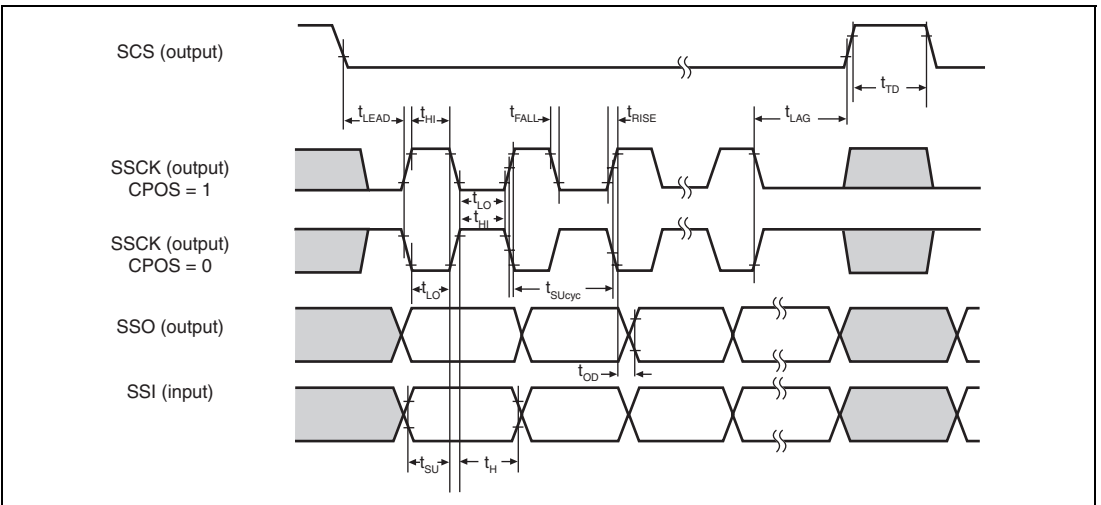 SCS (output)
tTD
tLEAD tHI tFALL tRISE tLAG
SSCK (output)
CPOS = 1
tLO
tHI
SSCK (output)
CPOS = 0
tLO tSUcyc
SSO (output)
tOD
SSI (input)
tSU tH